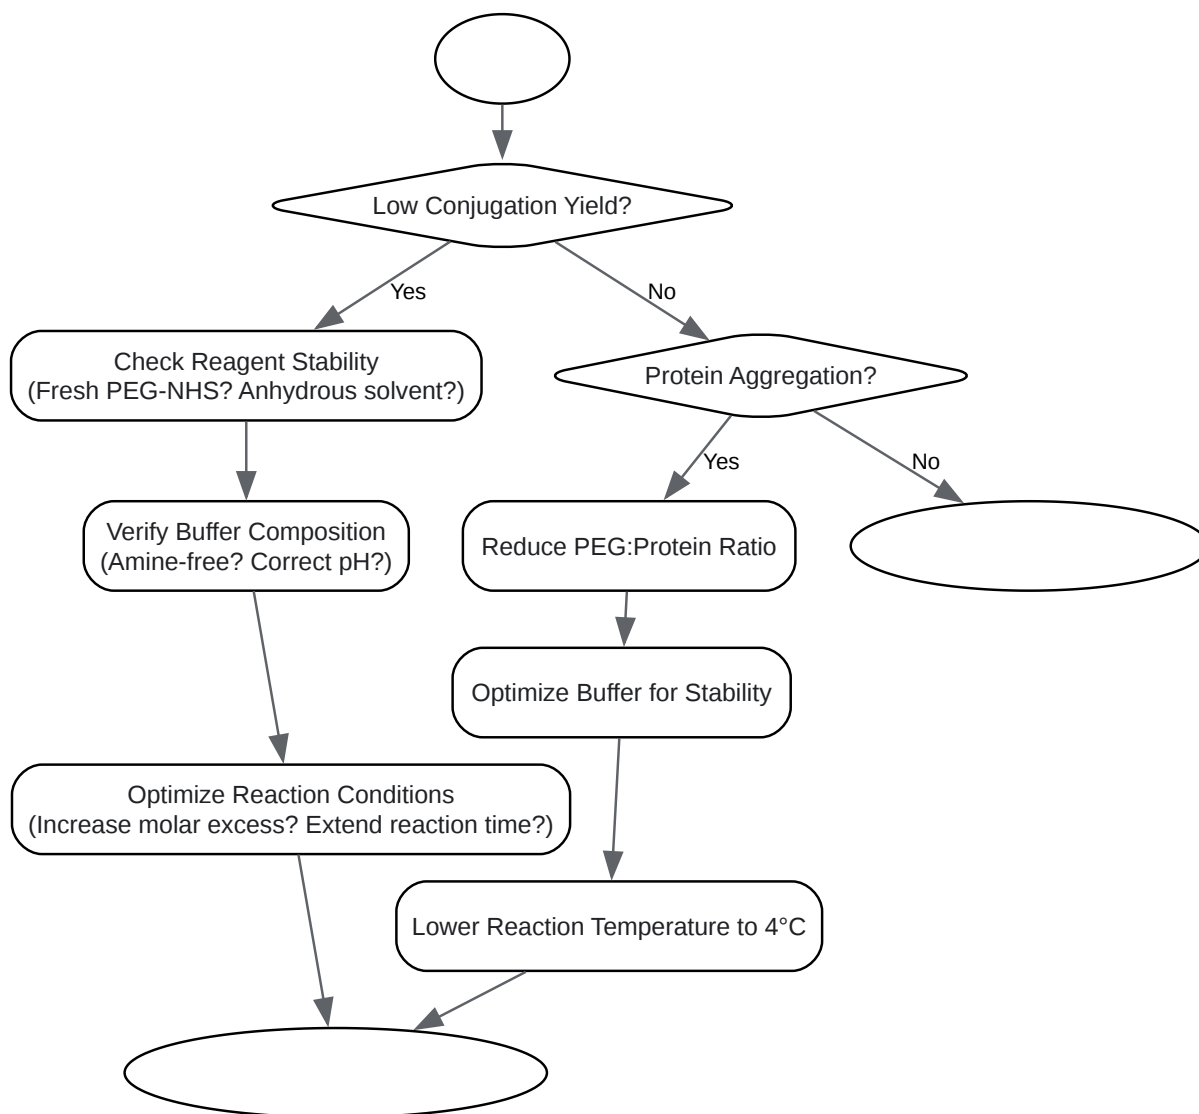 Low Conjugation Yield?
Yes
No
Check Reagent Stability
(Fresh PEG-NHS? Anhydrous solvent?)
Protein Aggregation?
Yes
No
Verify Buffer Composition
(Amine-free? Correct pH?)
Reduce PEG:Protein Ratio
Optimize Buffer for Stability
Optimize Reaction Conditions
(Increase molar excess? Extend reaction time?)
Lower Reaction Temperature to 4°C